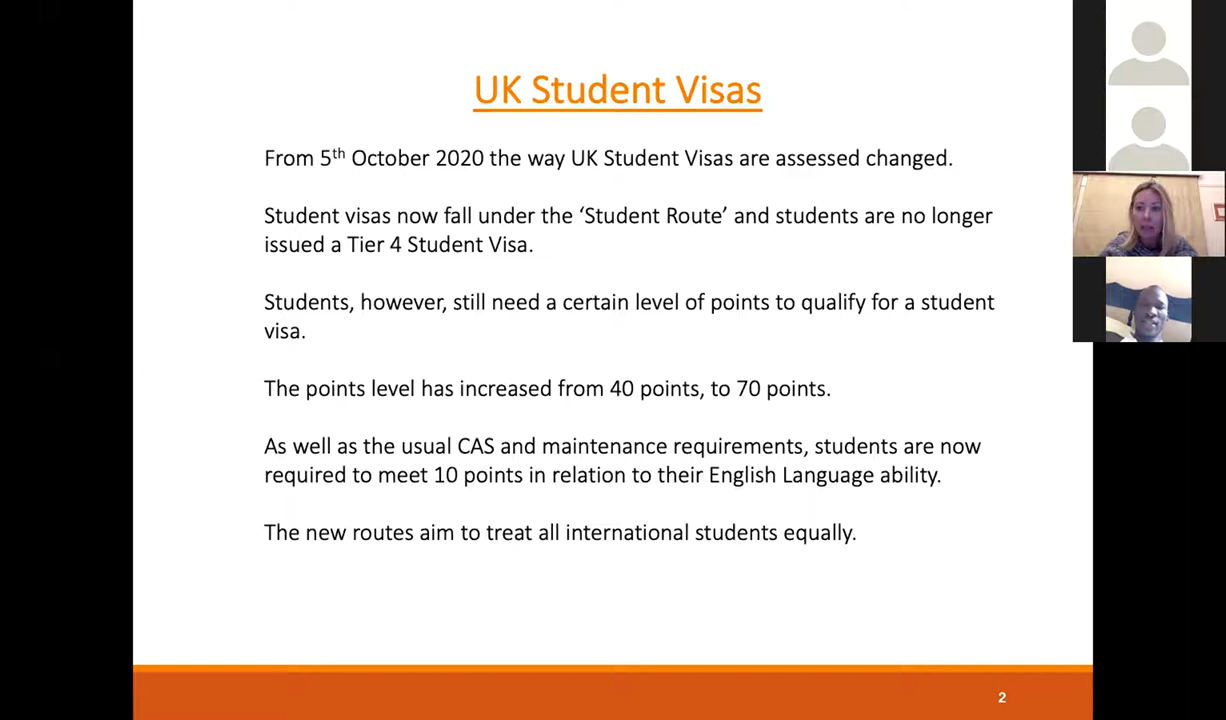 UK Student Visas
From 5th October 2020 the way UK Student Visas are assessed changed.
Student visas now fall under the ‘Student Route’ and students are no longer
issued a Tier 4 Student Visa.
Students, however, still need a certain level of points to qualify for a student
visa.
The points level has increased from 40 points, to 70 points.
As well as the usual CAS and maintenance requirements, students are now
required to meet 10 points in relation to their English Language ability.
The new routes aim to treat all international students equally.
2